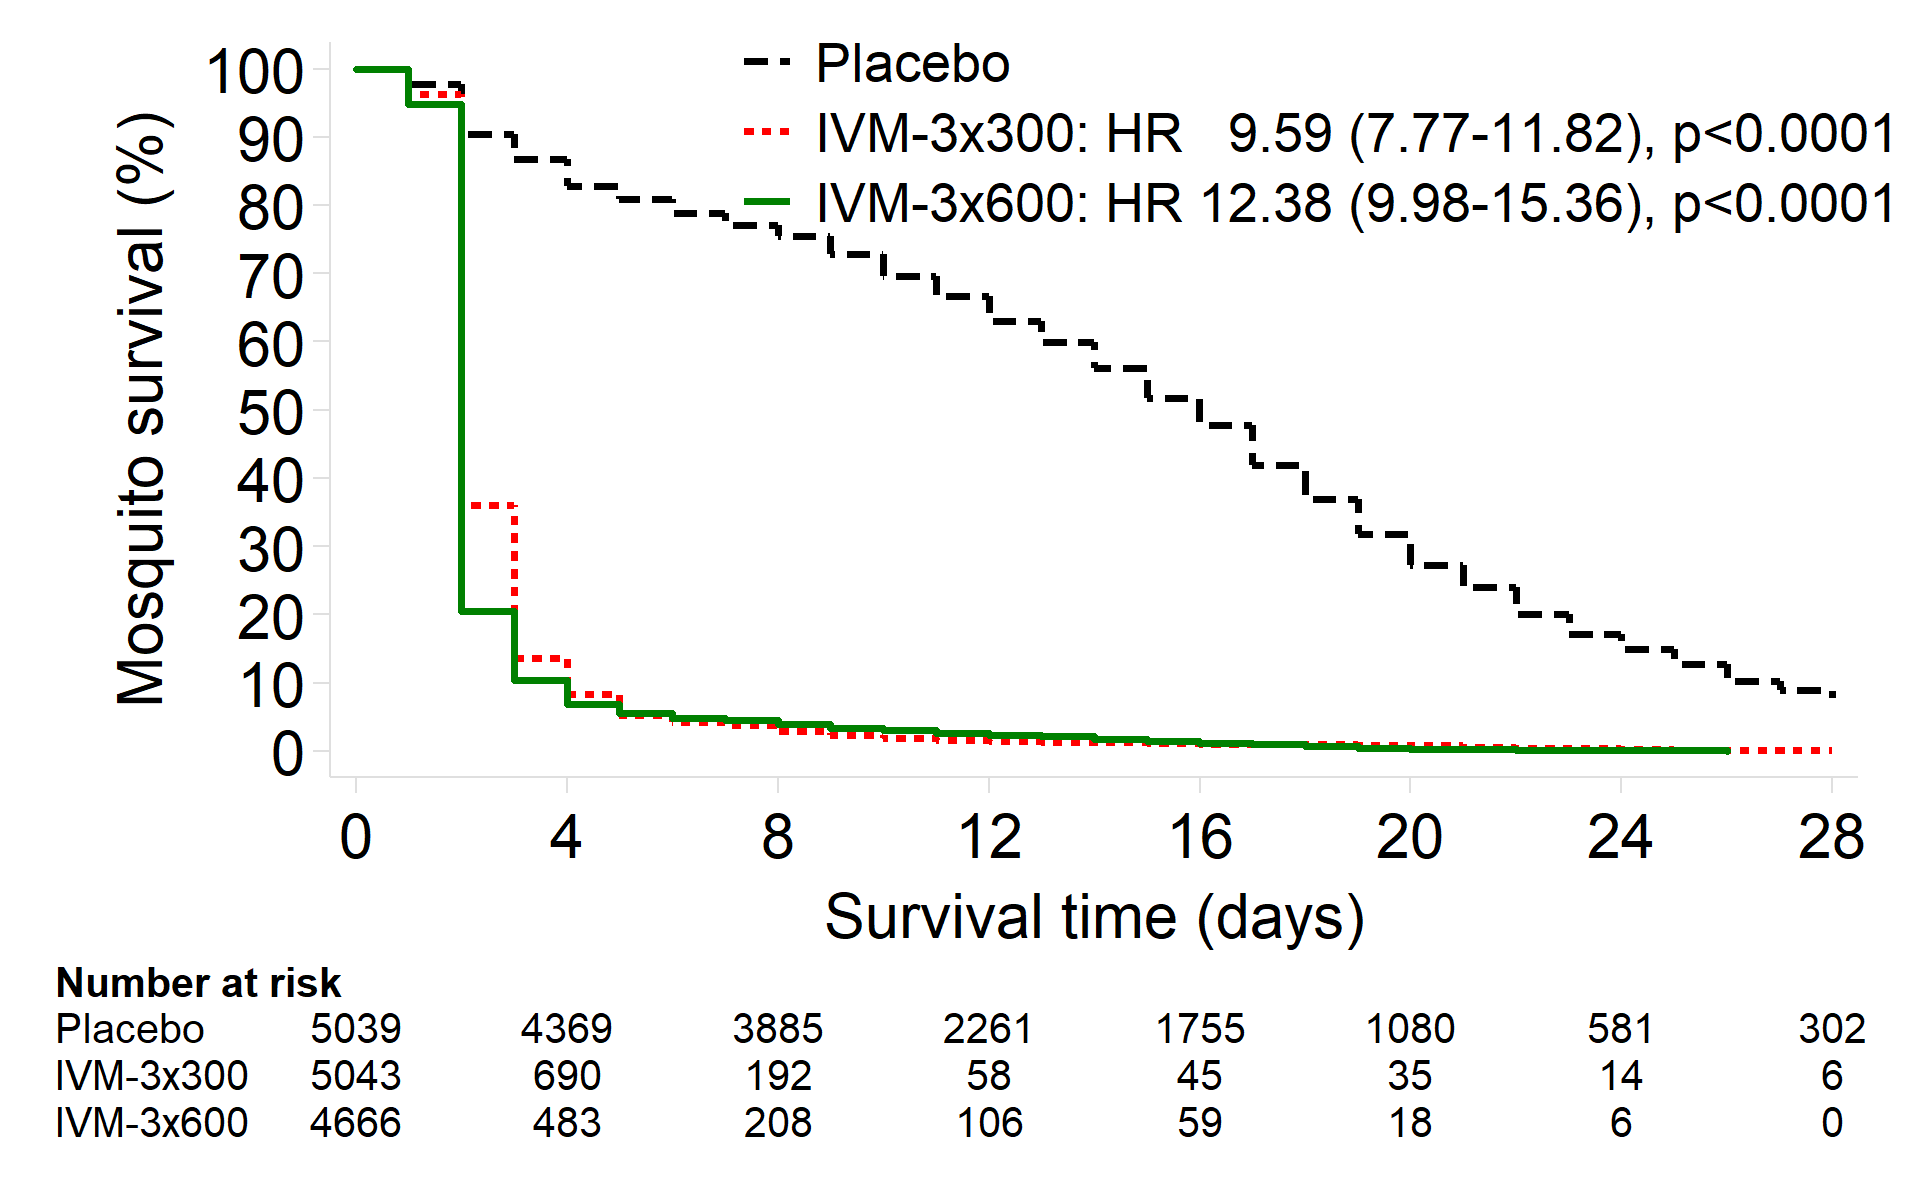 Placebo
IVM-3x300: HR 9.59 (7.77-11.82), p<0.0001
IVM-3x600: HR 12.38 (9.98-15.36), p<0.0001
Mosquito survival (%)
100
90
80
70
60
50
40
30
20
10
0
0 4 8 12 16 20 24 28
Survival time (days)
Number at risk
Placebo 5039 4369 3885 2261 1755 1080 581 302
IVM-3x300 5043 690 192 58 45 35 14 6
IVM-3x600 4666 483 208 106 59 18 6 0